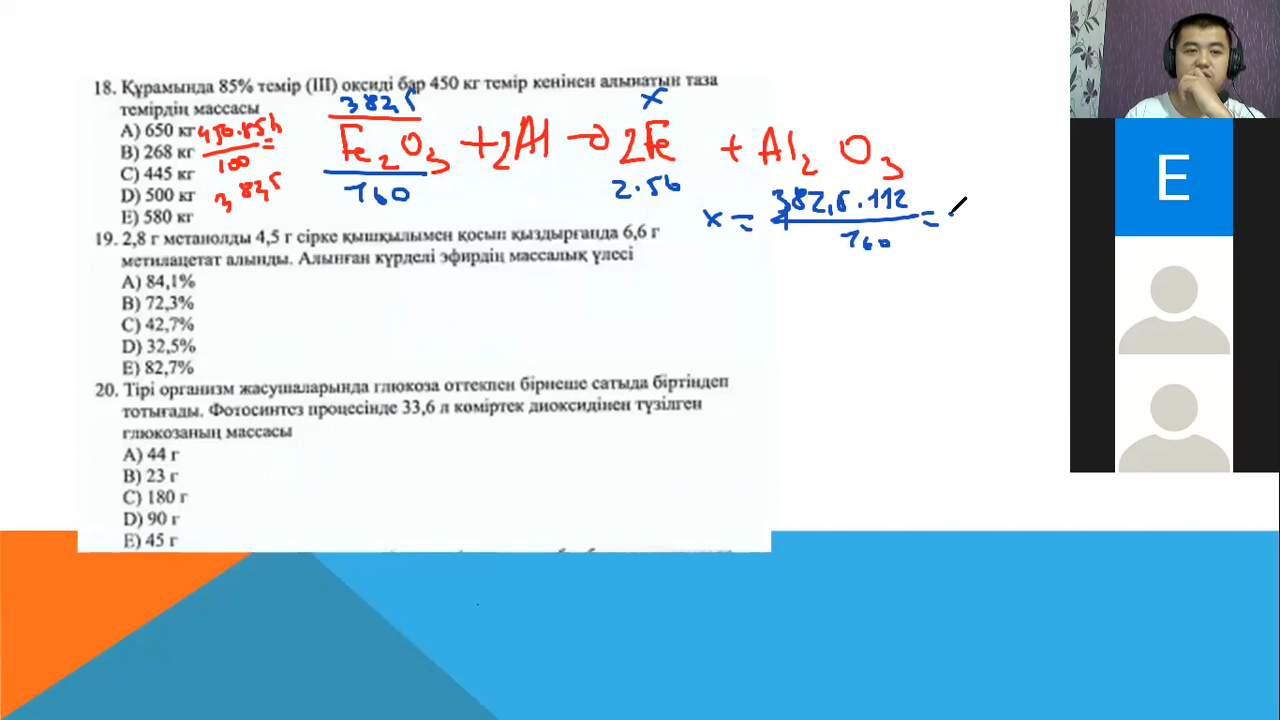 18. Құрамында 85% темір (ІІІ) оксиді бар 450 кг темір кенінен алынатын таза
темірдің массасы
A) 650 кг
B) 268 кг
C) 445 кг
D) 500 кг
E) 580 кг
450·85%
100
=
382,5
382,5
Fe2O3 + 2Al → 2Fe + Al2O3
x
160
2·56
x = 382,5·112
160
=
19. 2,8 г метанолды 4,5 г сірке қышқылымен қосып қыздырғанда 6,6 г
метилацетат алынды. Алынған күрделі эфирдің массалық үлесі
A) 84,1%
B) 72,3%
C) 42,7%
D) 32,5%
E) 82,7%
20. Тірі организм жасушаларында глюкоза оттекпен бірнеше сатыда біртіндеп
тотығады. Фотосинтез процесінде 33,6 л көміртек диоксидінен түзілген
глюкозаның массасы
A) 44 г
B) 23 г
C) 180 г
D) 90 г
E) 45 г
E